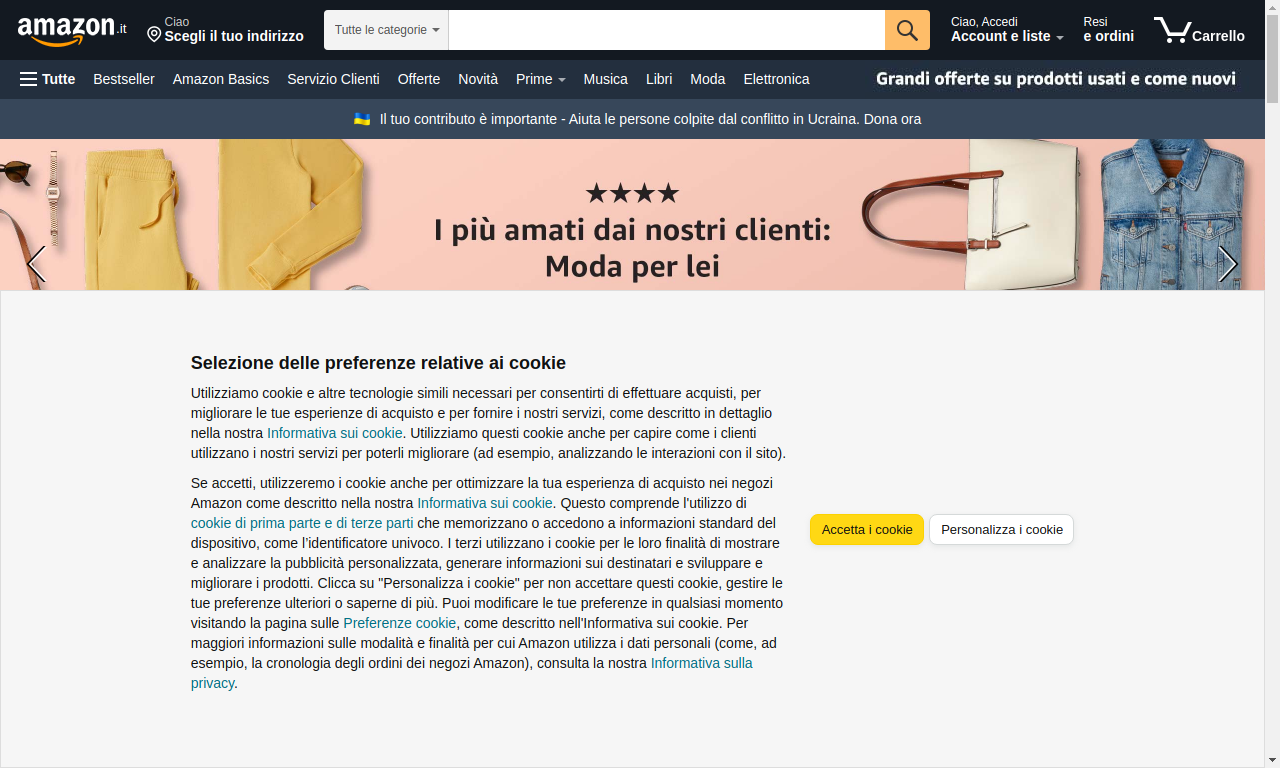 amazon.it
Ciao
Scegli il tuo indirizzo
Tutte le categorie
Ciao, Accedi
Account e liste
Resi
e ordini
Carrello
Tutte
Bestseller
Amazon Basics
Servizio Clienti
Offerte
Novità
Prime
Musica
Libri
Moda
Elettronica
Grandi offerte su prodotti usati e come nuovi
Il tuo contributo è importante - Aiuta le persone colpite dal conflitto in Ucraina. Dona ora
★★★★
I più amati dai nostri clienti:
Moda per lei
Selezione delle preferenze relative ai cookie
Utilizziamo cookie e altre tecnologie simili necessari per consentirti di effettuare acquisti, per
migliorare le tue esperienze di acquisto e per fornire i nostri servizi, come descritto in dettaglio
nella nostra Informativa sui cookie. Utilizziamo questi cookie anche per capire come i clienti
utilizzano i nostri servizi per poterli migliorare (ad esempio, analizzando le interazioni con il sito).
Se accetti, utilizzeremo i cookie anche per ottimizzare la tua esperienza di acquisto nei negozi
Amazon come descritto nella nostra Informativa sui cookie. Questo comprende l'utilizzo di
cookie di prima parte e di terze parti che memorizzano o accedono a informazioni standard del
dispositivo, come l’identificatore univoco. I terzi utilizzano i cookie per le loro finalità di mostrare
e analizzare la pubblicità personalizzata, generare informazioni sui destinatari e sviluppare e
migliorare i prodotti. Clicca su "Personalizza i cookie" per non accettare questi cookie, gestire le
tue preferenze ulteriori o saperne di più. Puoi modificare le tue preferenze in qualsiasi momento
visitando la pagina sulle Preferenze cookie, come descritto nell'Informativa sui cookie. Per
maggiori informazioni sulle modalità e finalità per cui Amazon utilizza i dati personali (come, ad
esempio, la cronologia degli ordini dei negozi Amazon), consulta la nostra Informativa sulla
privacy.
Accetta i cookie
Personalizza i cookie